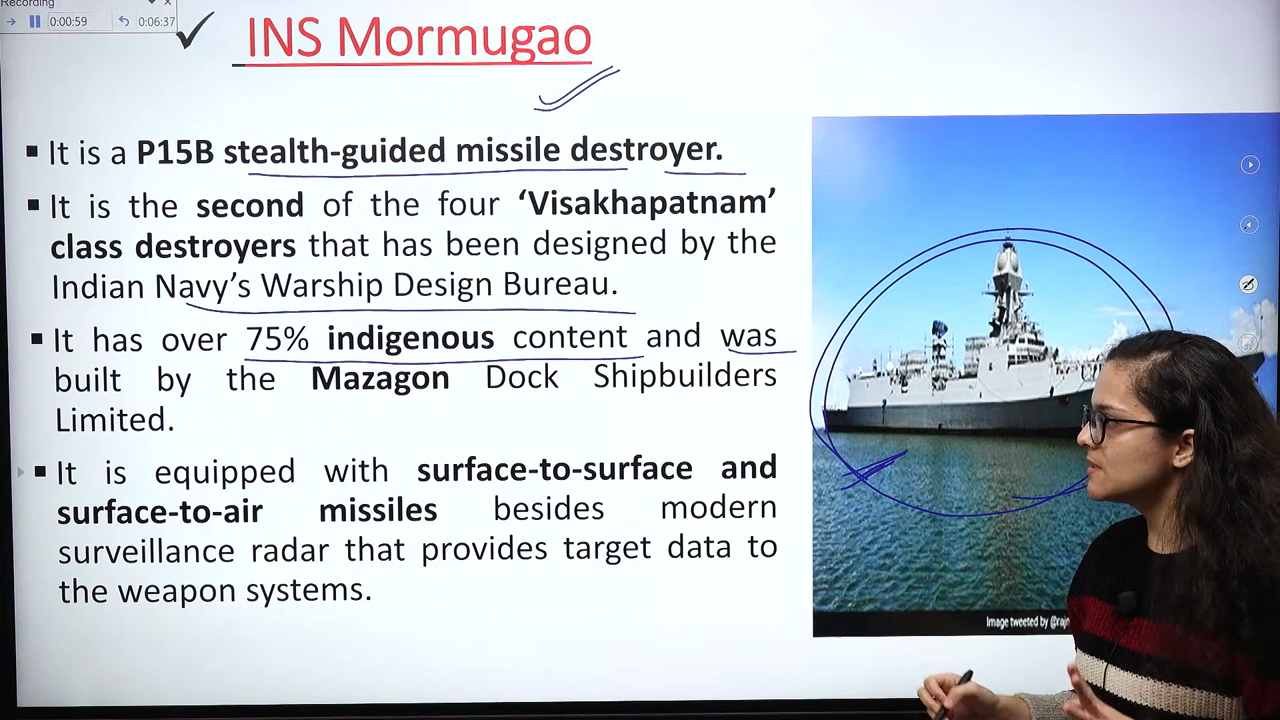 Recording
0:00:59
0:06:37
INS Mormugao
▪ It is a P15B stealth-guided missile destroyer.
▪ It is the second of the four ‘Visakhapatnam’
class destroyers that has been designed by the
Indian Navy’s Warship Design Bureau.
▪ It has over 75% indigenous content and was
built by the Mazagon Dock Shipbuilders
Limited.
▪ It is equipped with surface-to-surface and
surface-to-air missiles besides modern
surveillance radar that provides target data to
the weapon systems.
Image tweeted by